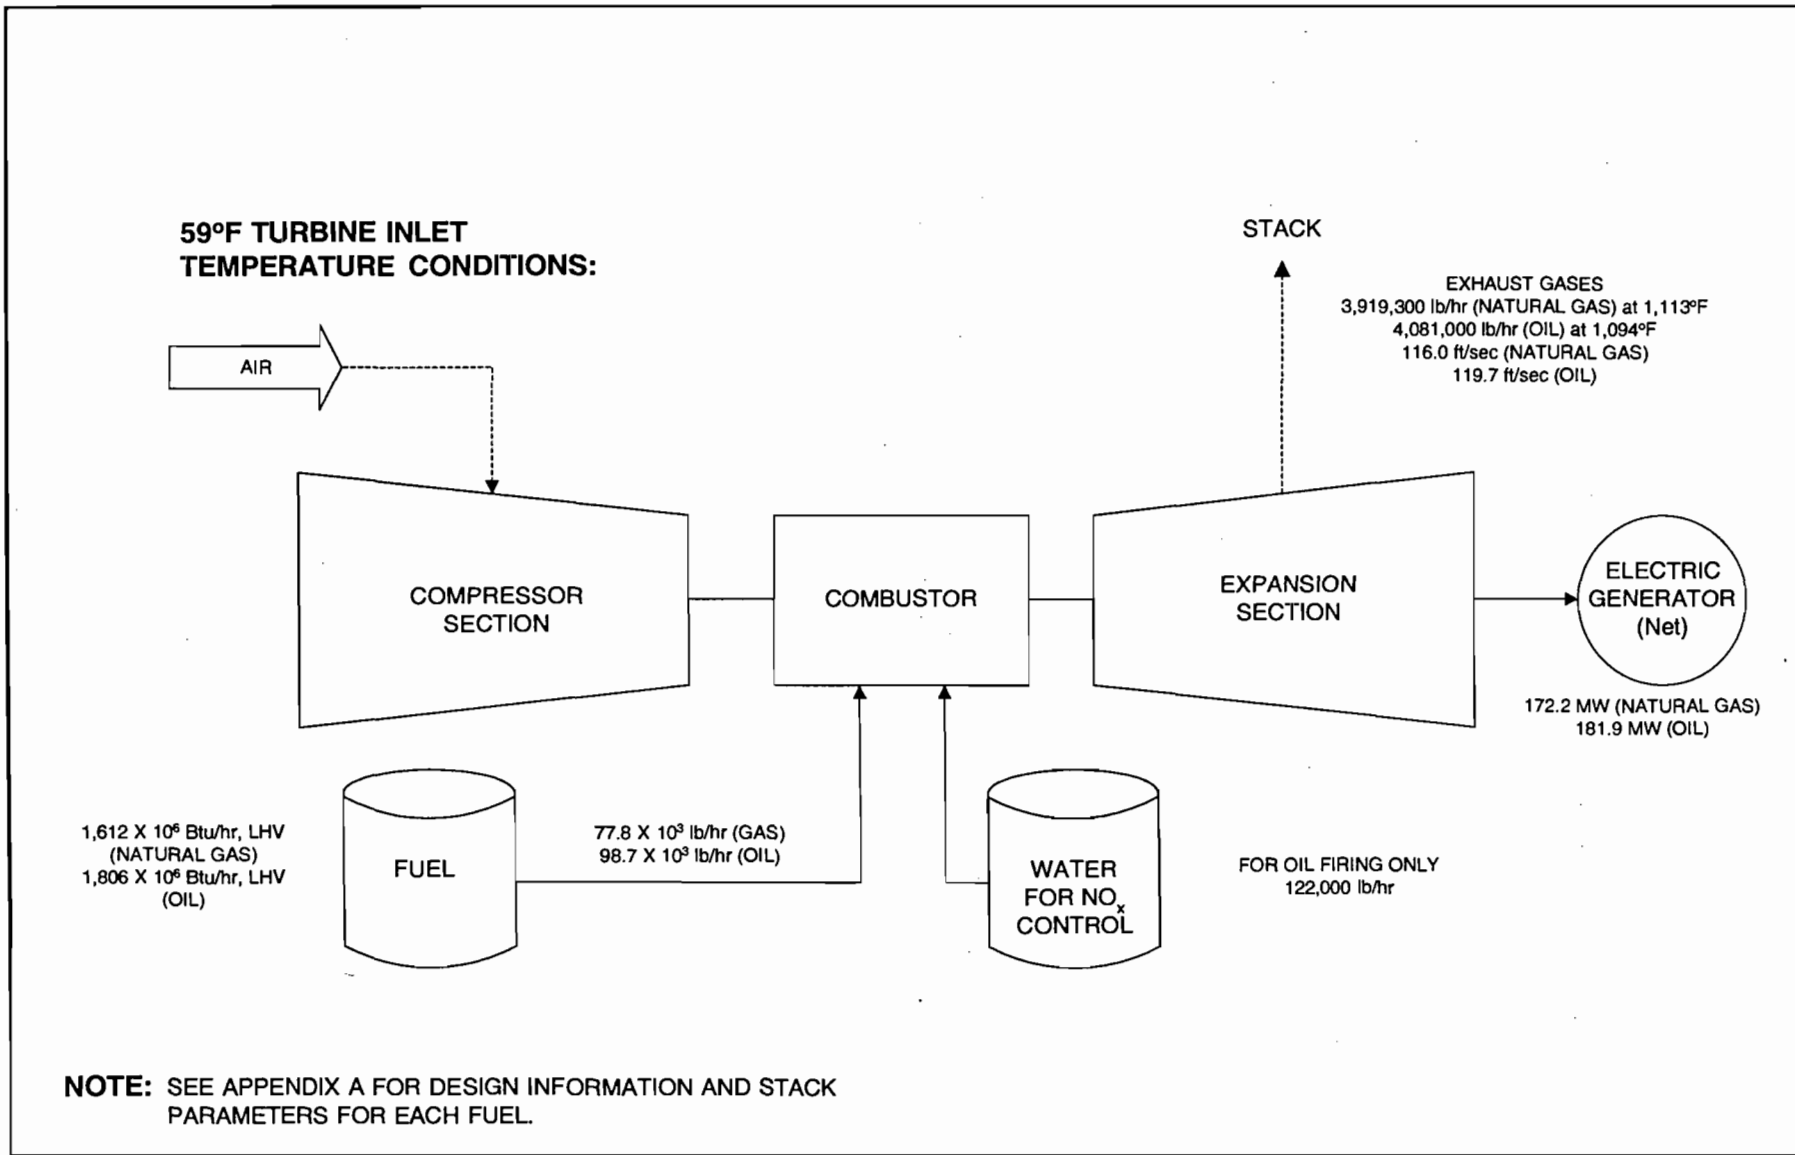 59ºF TURBINE INLET
TEMPERATURE CONDITIONS:
AIR
STACK
EXHAUST GASES
3,919,300 lb/hr (NATURAL GAS) at 1,113ºF
4,081,000 lb/hr (OIL) at 1,094ºF
116.0 ft/sec (NATURAL GAS)
119.7 ft/sec (OIL)
COMPRESSOR
SECTION
COMBUSTOR
EXPANSION
SECTION
ELECTRIC
GENERATOR
(Net)
172.2 MW (NATURAL GAS)
181.9 MW (OIL)
1,612 X 10⁶ Btu/hr, LHV
(NATURAL GAS)
1,806 X 10⁶ Btu/hr, LHV
(OIL)
FUEL
77.8 X 10³ lb/hr (GAS)
98.7 X 10³ lb/hr (OIL)
WATER
FOR NOₓ
CONTROL
FOR OIL FIRING ONLY
122,000 lb/hr
NOTE: SEE APPENDIX A FOR DESIGN INFORMATION AND STACK
PARAMETERS FOR EACH FUEL.